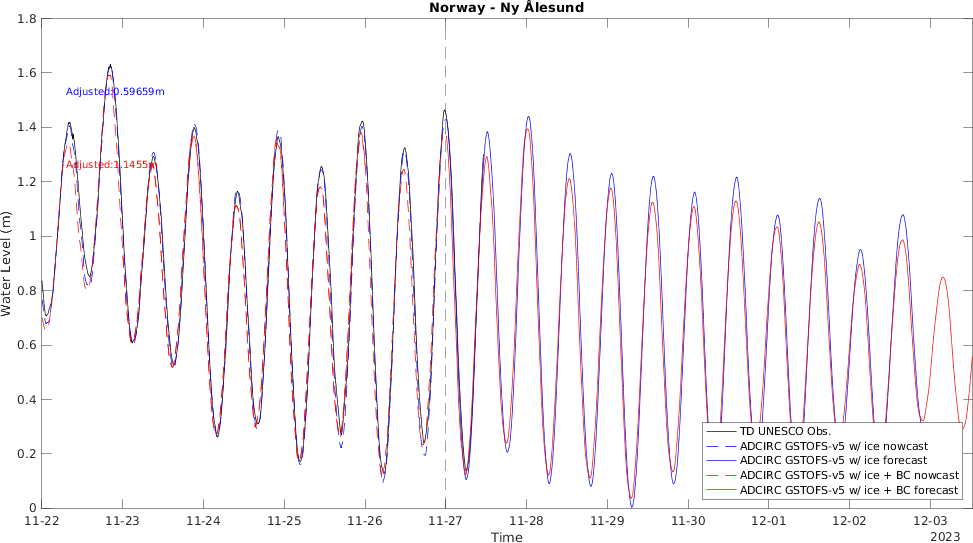 Norway - Ny Ålesund
1.8
1.6
1.4
1.2
1
0.8
0.6
0.4
0.2
0
Water Level (m)
Adjusted:0.59659m
Adjusted:1.1455m
TD UNESCO Obs.
ADCIRC GSTOFS-v5 w/ ice nowcast
ADCIRC GSTOFS-v5 w/ ice forecast
ADCIRC GSTOFS-v5 w/ ice + BC nowcast
ADCIRC GSTOFS-v5 w/ ice + BC forecast
11-22 11-23 11-24 11-25 11-26 11-27 11-28 11-29 11-30 12-01 12-02 12-03
Time
2023